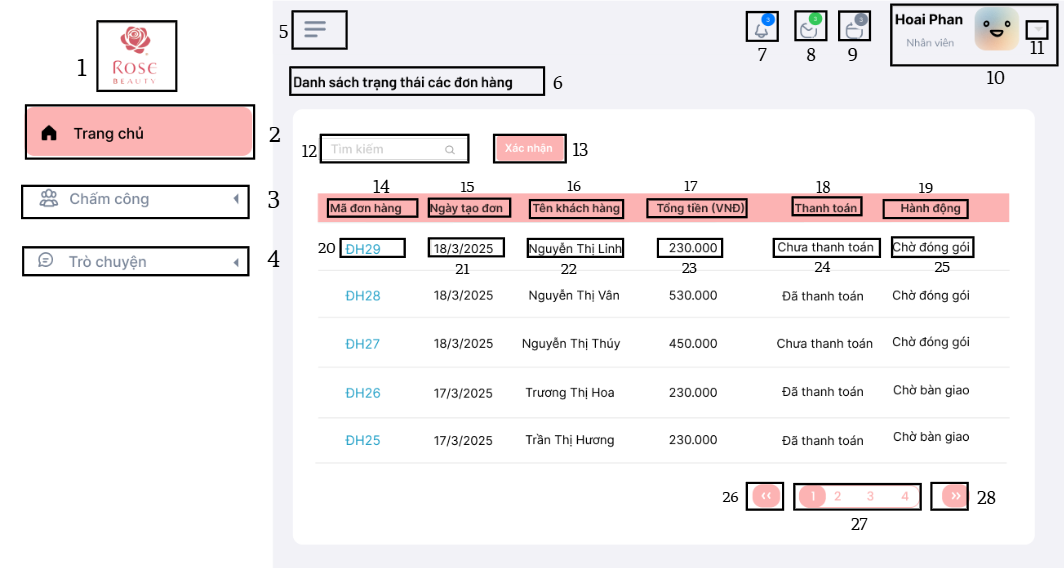 1
ROSE
BEAUTY
Trang chủ
2
Chấm công
3
Trò chuyện
4
5
3
7
3
8
3
9
Hoai Phan
Nhân viên
10
11
Danh sách trạng thái các đơn hàng
6
12
Tìm kiếm
Xác nhận
13
14 15 16 17 18 19
Mã đơn hàng Ngày tạo đơn Tên khách hàng Tổng tiền (VNĐ) Thanh toán Hành động
20 ĐH29 18/3/2025 Nguyễn Thị Linh 230.000 Chưa thanh toán Chờ đóng gói
21 22 23 24 25
ĐH28 18/3/2025 Nguyễn Thị Vân 530.000 Đã thanh toán Chờ đóng gói
ĐH27 18/3/2025 Nguyễn Thị Thúy 450.000 Chưa thanh toán Chờ đóng gói
ĐH26 17/3/2025 Trương Thị Hoa 230.000 Đã thanh toán Chờ bàn giao
ĐH25 17/3/2025 Trần Thị Hương 230.000 Đã thanh toán Chờ bàn giao
26 ‹‹ 1 2 3 4 ›› 28
27